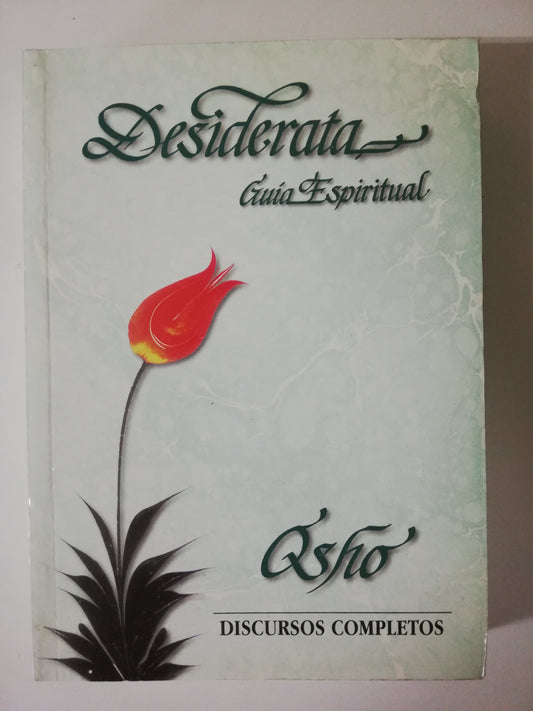 Desiderata
Guía Espiritual
Osho
DISCURSOS COMPLETOS